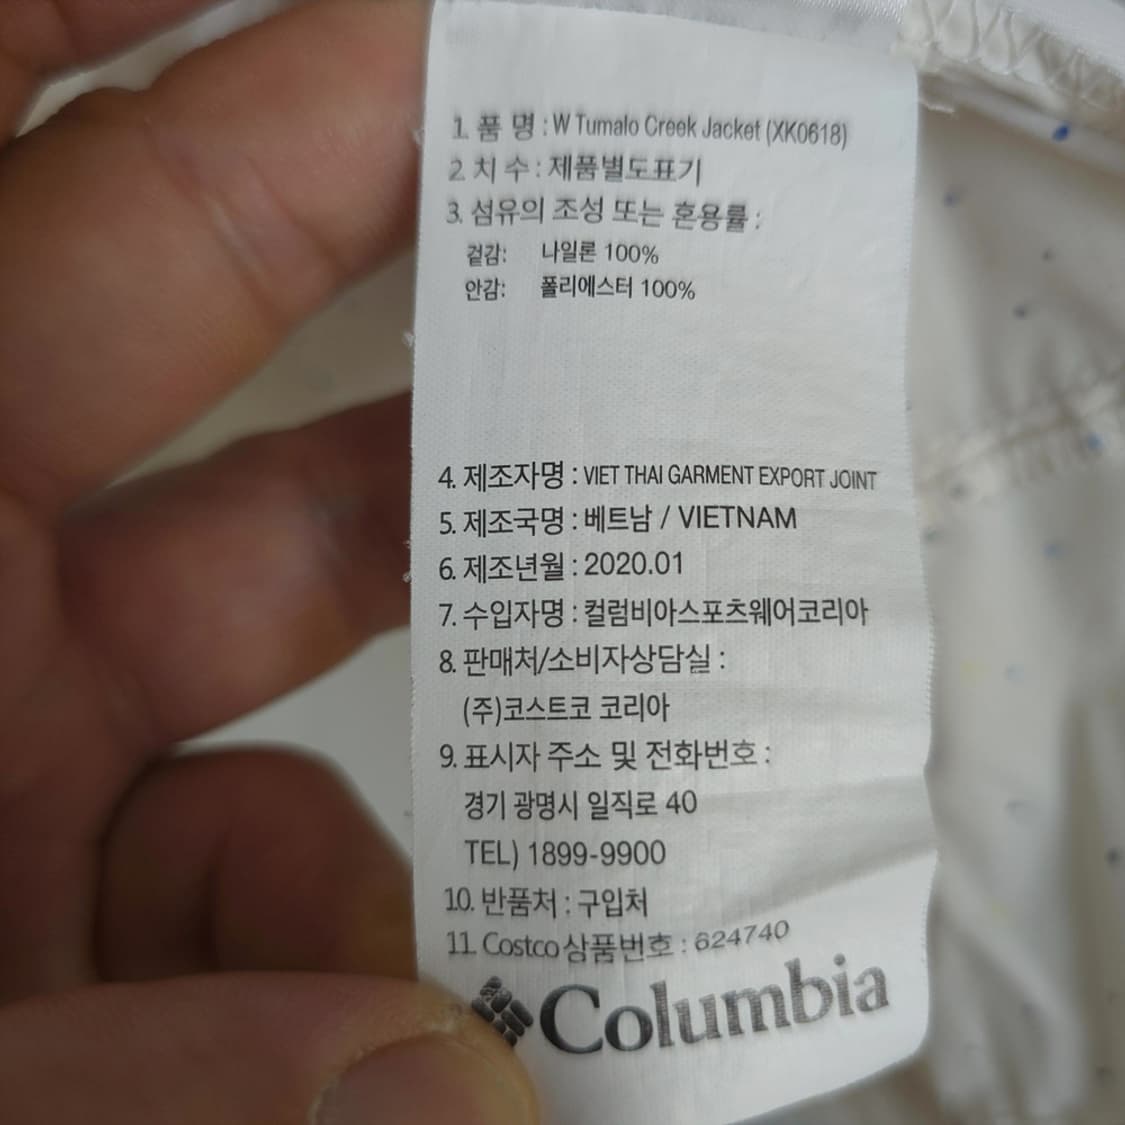 1. 품 명 : W Tumalo Creek Jacket (XK0618)
2. 치 수 : 제품별도표기
3. 섬유의 조성 또는 혼용률 :
겉감: 나일론 100%
안감: 폴리에스터 100%
4. 제조자명 : VIET THAI GARMENT EXPORT JOINT
5. 제조국명 : 베트남 / VIETNAM
6. 제조년월 : 2020.01
7. 수입자명 : 컬럼비아스포츠웨어코리아
8. 판매처/소비자상담실 :
(주)코스트코 코리아
9. 표시자 주소 및 전화번호 :
경기 광명시 일직로 40
TEL) 1899-9900
10. 반품처 : 구입처
11. Costco 상품번호 : 624740
Columbia